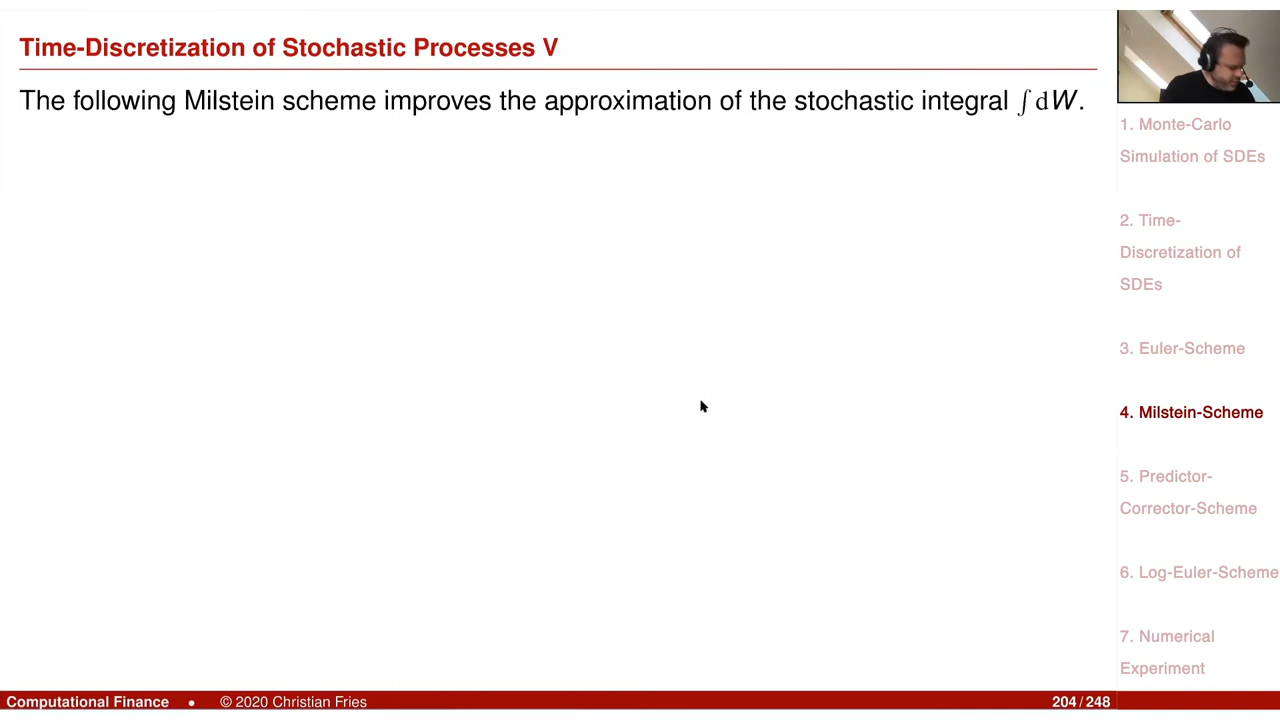 Time-Discretization of Stochastic Processes V
The following Milstein scheme improves the approximation of the stochastic integral ∫ dW.
1. Monte-Carlo
Simulation of SDEs
2. Time-
Discretization of
SDEs
3. Euler-Scheme
4. Milstein-Scheme
5. Predictor-
Corrector-Scheme
6. Log-Euler-Scheme
7. Numerical
Experiment
Computational Finance • © 2020 Christian Fries 204 / 248